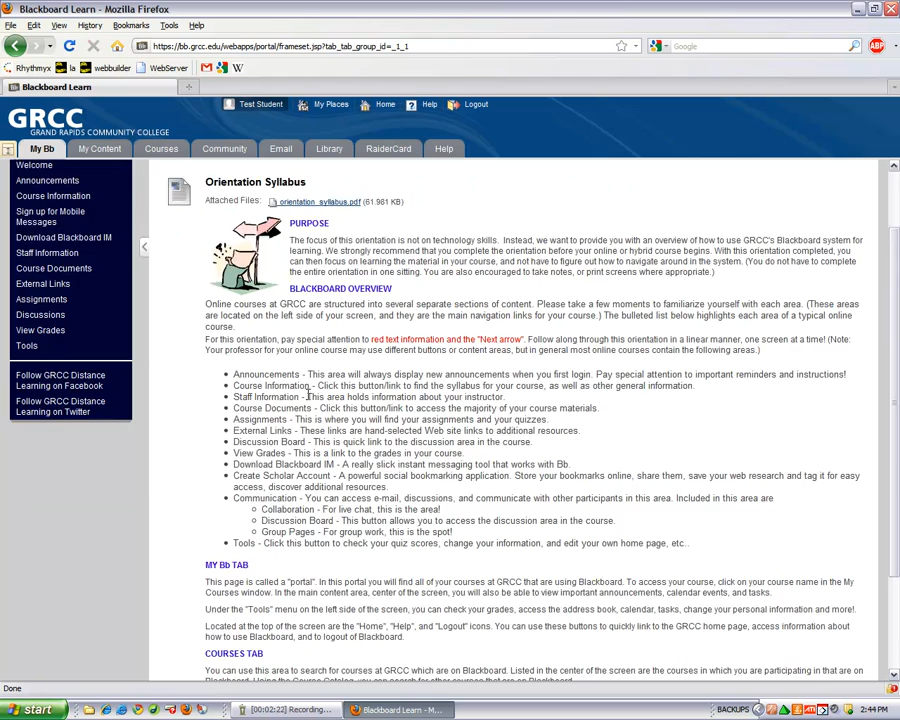 Blackboard Learn - Mozilla Firefox
File Edit View History Bookmarks Tools Help
https://bb.grcc.edu/webapps/portal/frameset.jsp?tab_tab_group_id=_1_1
Google
ABP
Rhythmyx la webbuilder WebServer W
Blackboard Learn
Test Student My Places Home Help Logout
GRCC
GRAND RAPIDS COMMUNITY COLLEGE
My Bb My Content Courses Community Email Library RaiderCard Help
Welcome
Announcements
Course Information
Sign up for Mobile
Messages
Download Blackboard IM
Staff Information
Course Documents
External Links
Assignments
Discussions
View Grades
Tools
Follow GRCC Distance
Learning on Facebook
Follow GRCC Distance
Learning on Twitter
Orientation Syllabus
Attached Files: orientation_syllabus.pdf (61.981 KB)
PURPOSE
The focus of this orientation is not on technology skills. Instead, we want to provide you with an overview of how to use GRCC's Blackboard system for
learning. We strongly recommend that you complete the orientation before your online or hybrid course begins. With this orientation completed, you
can then focus on learning the material in your course, and not have to figure out how to navigate around in the system. (You do not have to complete
the entire orientation in one sitting. You are also encouraged to take notes, or print screens where appropriate.)
BLACKBOARD OVERVIEW
Online courses at GRCC are structured into several separate sections of content. Please take a few moments to familiarize yourself with each area. (These areas
are located on the left side of your screen, and they are the main navigation links for your course.) The bulleted list below highlights each area of a typical online
course.
For this orientation, pay special attention to red text information and the "Next arrow". Follow along through this orientation in a linear manner, one screen at a time! (Note:
Your professor for your online course may use different buttons or content areas, but in general most online courses contain the following areas.)
Announcements - This area will always display new announcements when you first login. Pay special attention to important reminders and instructions!
Course Information - Click this button/link to find the syllabus for your course, as well as other general information.
Staff Information - This area holds information about your instructor.
Course Documents - Click this button/link to access the majority of your course materials.
Assignments - This is where you will find your assignments and your quizzes.
External Links - These links are hand-selected Web site links to additional resources.
Discussion Board - This is quick link to the discussion area in the course.
View Grades - This is a link to the grades in your course.
Download Blackboard IM - A really slick instant messaging tool that works with Bb.
Create Scholar Account - A powerful social bookmarking application. Store your bookmarks online, share them, save your web research and tag it for easy
access, discover additional resources.
Communication - You can access e-mail, discussions, and communicate with other participants in this area. Included in this area are
Collaboration - For live chat, this is the area!
Discussion Board - This button allows you to access the discussion area in the course.
Group Pages - For group work, this is the spot!
Tools - Click this button to check your quiz scores, change your information, and edit your own home page, etc..
MY Bb TAB
This page is called a "portal". In this portal you will find all of your courses at GRCC that are using Blackboard. To access your course, click on your course name in the My
Courses window. In the main content area, center of the screen, you will also be able to view important announcements, calendar events, and tasks.
Under the "Tools" menu on the left side of the screen, you can check your grades, access the address book, calendar, tasks, change your personal information and more!.
Located at the top of the screen are the "Home", "Help", and "Logout" icons. You can use these buttons to quickly link to the GRCC home page, access information about
how to use Blackboard, and to logout of Blackboard.
COURSES TAB
You can use this area to search for courses at GRCC which are on Blackboard. Listed in the center of the screen are the courses in which you are participating in that are on
Done
start [00:02:22] Recording... Blackboard Learn - M... BACKUPS 2:44 PM